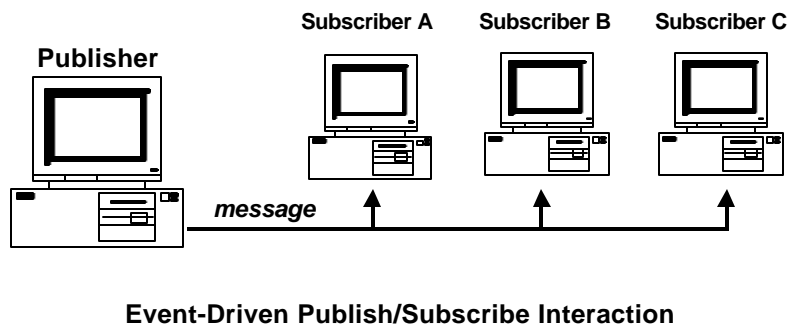 Subscriber A Subscriber B Subscriber C
Publisher
message
Event-Driven Publish/Subscribe Interaction